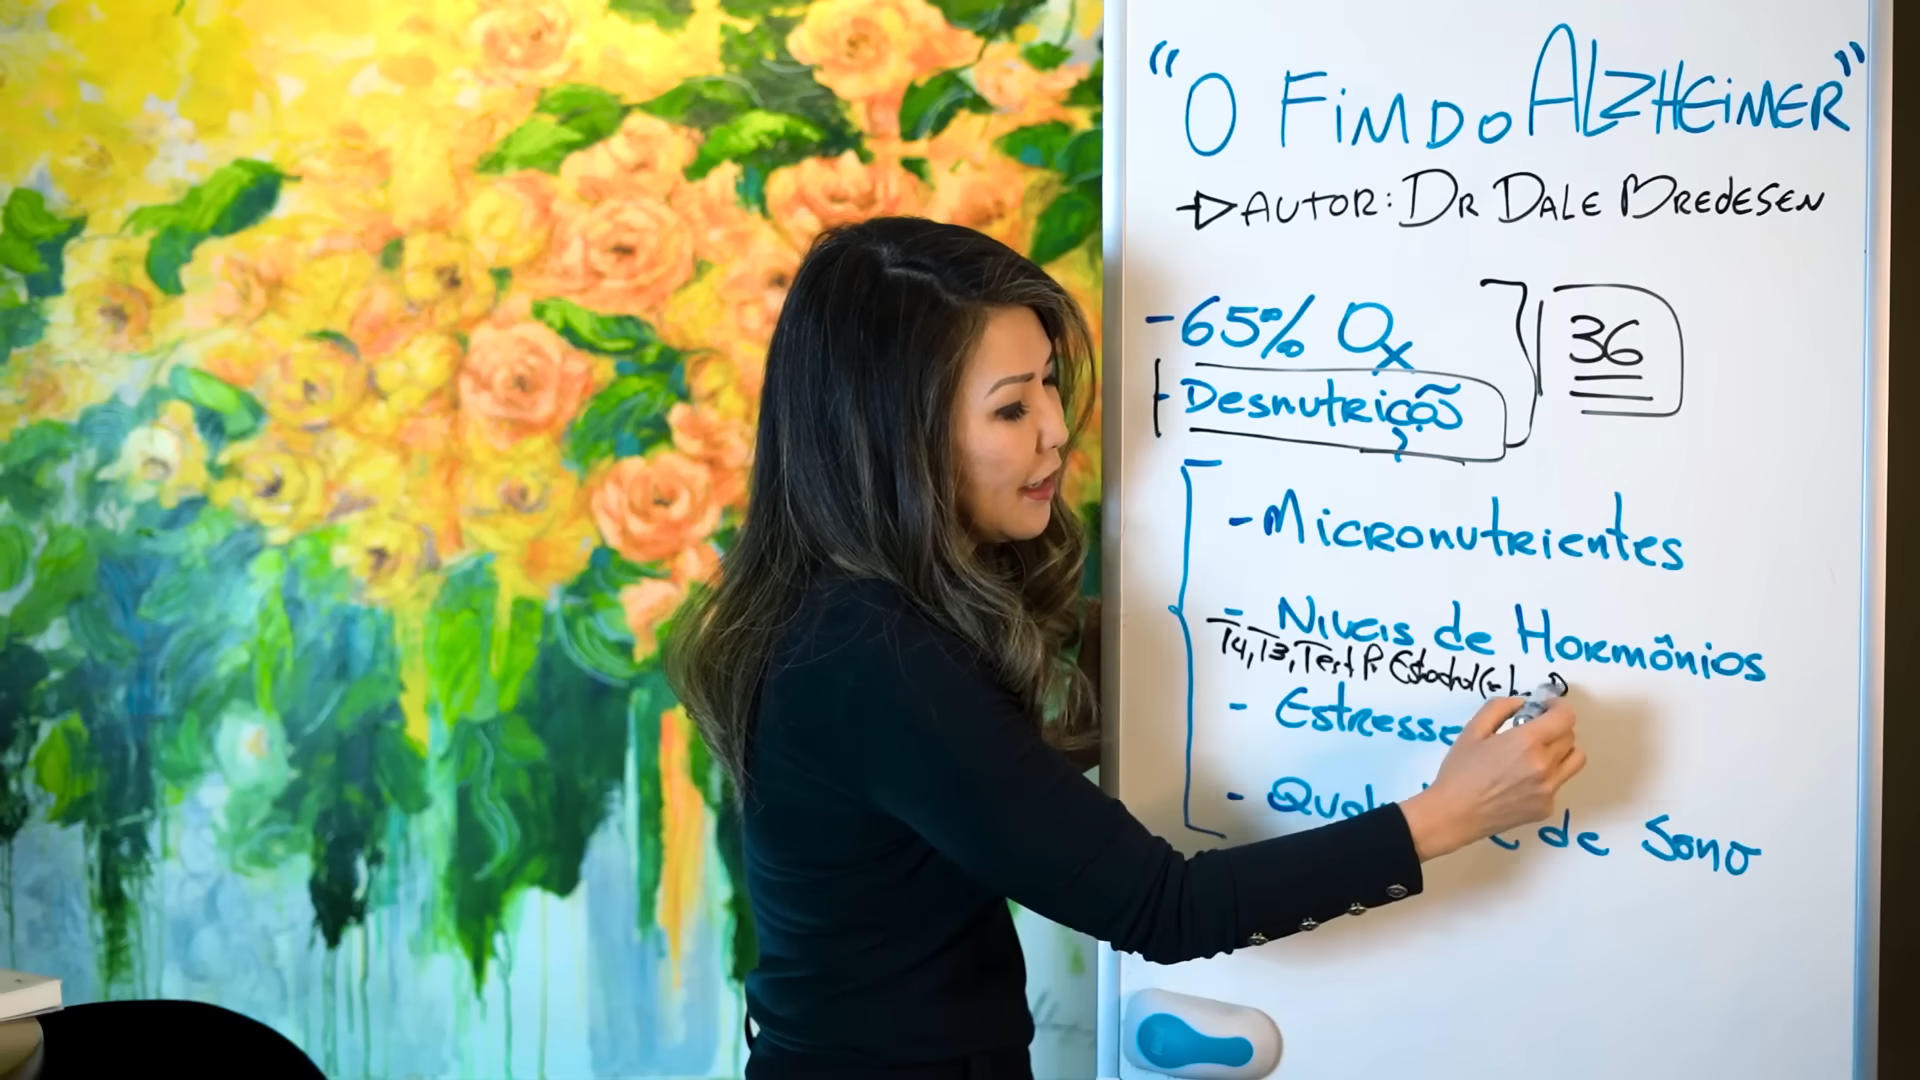 "O Fim do Alzheimer"
→ Autor: Dr Dale Bredesen
- 65% Ox
36
- Desnutrição
- Micronutrientes
- Níveis de Hormônios
T4, T3, Test
- Estresse
- de Sono